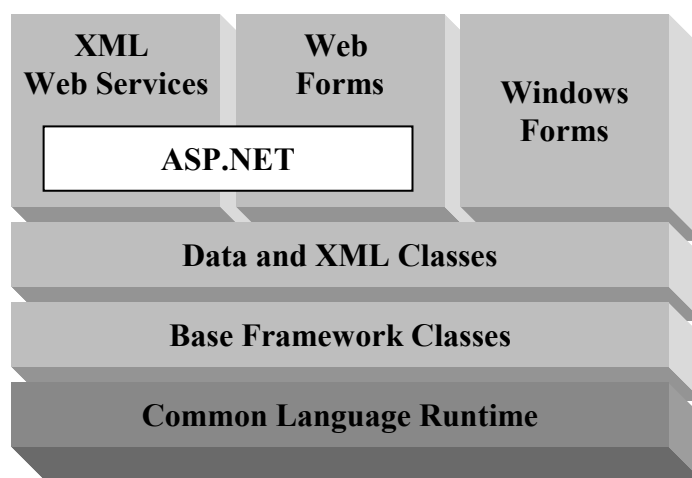 XML
Web Services
Web
Forms
Windows
Forms
ASP.NET
Data and XML Classes
Base Framework Classes
Common Language Runtime